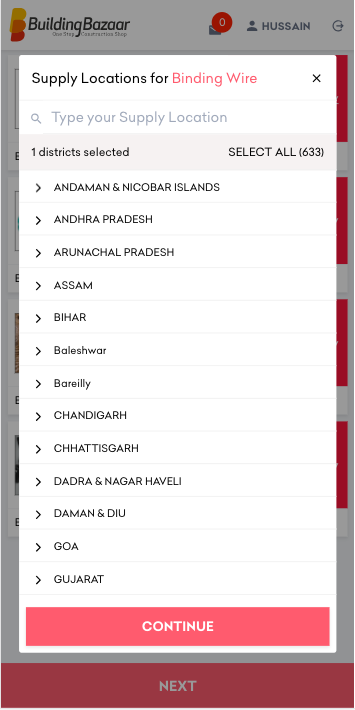 BuildingBazaar
One Stop Construction Shop
0
HUSSAIN
Supply Locations for Binding Wire
Type your Supply Location
1 districts selected
SELECT ALL (633)
ANDAMAN & NICOBAR ISLANDS
ANDHRA PRADESH
ARUNACHAL PRADESH
ASSAM
BIHAR
Baleshwar
Bareilly
CHANDIGARH
CHHATTISGARH
DADRA & NAGAR HAVELI
DAMAN & DIU
GOA
GUJARAT
CONTINUE
NEXT